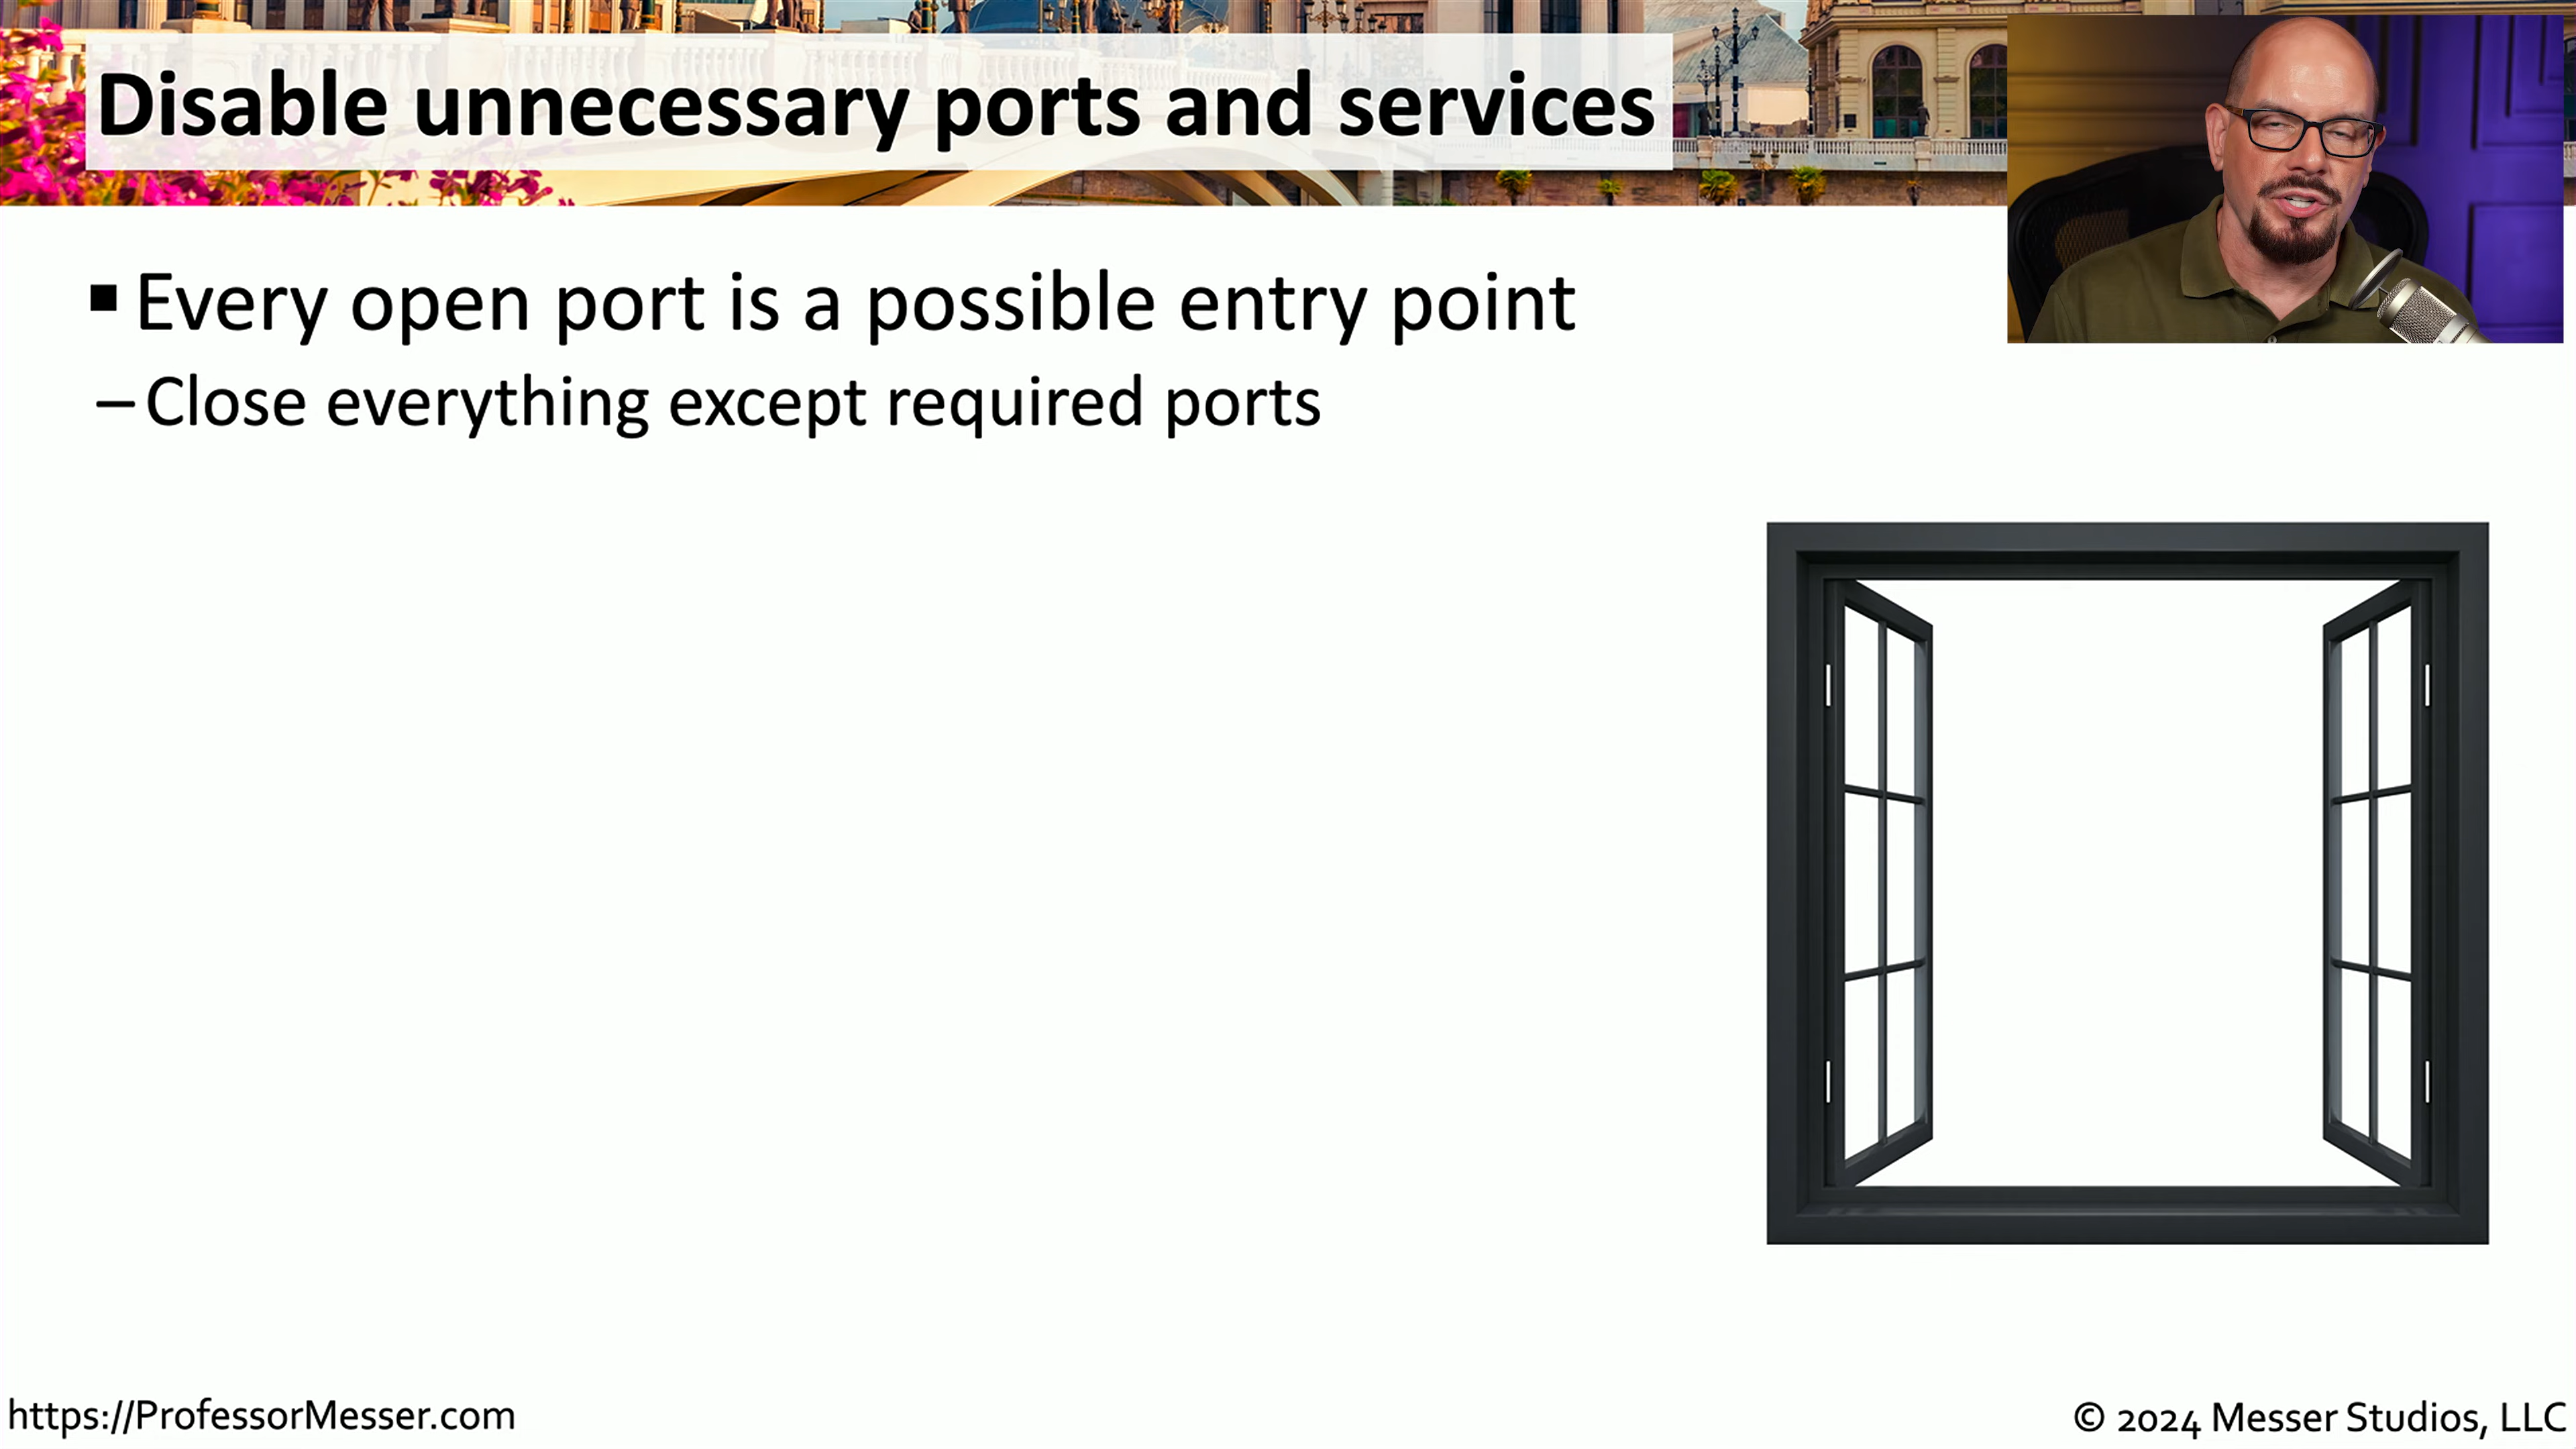 Disable unnecessary ports and services
▪ Every open port is a possible entry point
– Close everything except required ports
https://ProfessorMesser.com
© 2024 Messer Studios, LLC